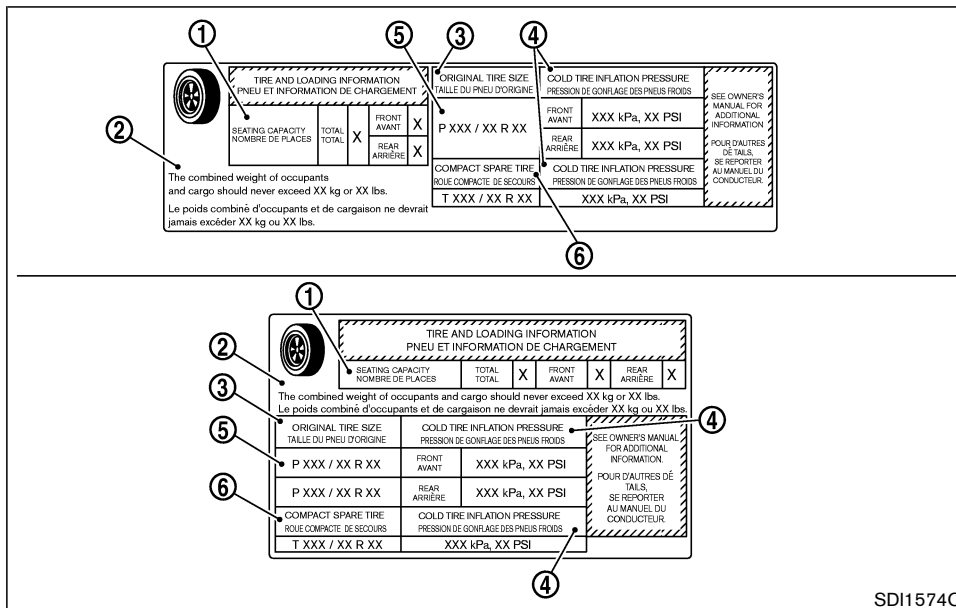 ① ⑤ ③ ④
②
TIRE AND LOADING INFORMATION
PNEU ET INFORMATION DE CHARGEMENT
SEATING CAPACITY
NOMBRE DE PLACES
TOTAL
TOTAL
X
FRONT
AVANT
X
REAR
ARRIÈRE
X
The combined weight of occupants
and cargo should never exceed XX kg or XX lbs.
Le poids combiné d'occupants et de cargaison ne devrait
jamais excéder XX kg ou XX lbs.
ORIGINAL TIRE SIZE
TAILLE DU PNEU D'ORIGINE
P XXX / XX R XX
COLD TIRE INFLATION PRESSURE
PRESSION DE GONFLAGE DES PNEUS FROIDS
FRONT
AVANT
XXX kPa, XX PSI
REAR
ARRIÈRE
XXX kPa, XX PSI
COMPACT SPARE TIRE
ROUE COMPACTE DE SECOURS
T XXX / XX R XX
COLD TIRE INFLATION PRESSURE
PRESSION DE GONFLAGE DES PNEUS FROIDS
XXX kPa, XX PSI
SEE OWNER'S
MANUAL FOR
ADDITIONAL
INFORMATION
POUR D'AUTRES
DÉ TAILS,
SE REPORTER
AU MANUEL DU
CONDUCTEUR.
⑥
①
②
③
⑤
⑥
TIRE AND LOADING INFORMATION
PNEU ET INFORMATION DE CHARGEMENT
SEATING CAPACITY
NOMBRE DE PLACES
TOTAL
TOTAL
X
FRONT
AVANT
X
REAR
ARRIÈRE
X
The combined weight of occupants and cargo should never exceed XX kg or XX lbs.
Le poids combiné d'occupants et de cargaison ne devrait jamais excéder XX kg ou XX lbs.
ORIGINAL TIRE SIZE
TAILLE DU PNEU D'ORIGINE
COLD TIRE INFLATION PRESSURE
PRESSION DE GONFLAGE DES PNEUS FROIDS
④
P XXX / XX R XX
FRONT
AVANT
XXX kPa, XX PSI
P XXX / XX R XX
REAR
ARRIÈRE
XXX kPa, XX PSI
COMPACT SPARE TIRE
ROUE COMPACTE DE SECOURS
COLD TIRE INFLATION PRESSURE
PRESSION DE GONFLAGE DES PNEUS FROIDS
T XXX / XX R XX
XXX kPa, XX PSI
SEE OWNER'S MANUAL
FOR ADDITIONAL
INFORMATION.
POUR D'AUTRES DÉ
TAILS,
SE REPORTER
AU MANUEL DU
CONDUCTEUR.
④
SDI1574C